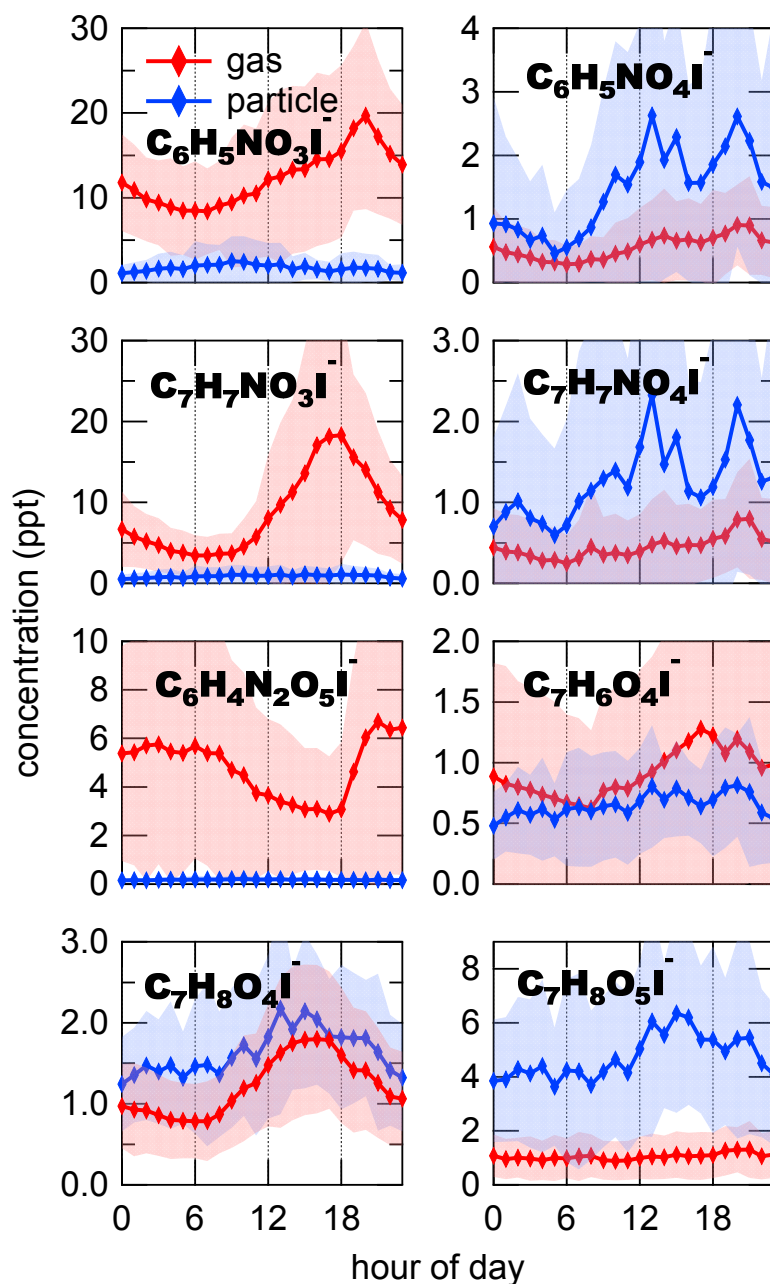 concentration (ppt)
30
20
10
0
gas
particle
C6H5NO3I-
4
3
2
1
0
C6H5NO4I-
30
20
10
0
C7H7NO3I-
3.0
2.0
1.0
0.0
C7H7NO4I-
10
8
6
4
2
0
C6H4N2O5I-
2.0
1.5
1.0
0.5
0.0
C7H6O4I-
3.0
2.0
1.0
0.0
C7H8O4I-
0 6 12 18
8
6
4
2
0
C7H8O5I-
0 6 12 18
hour of day